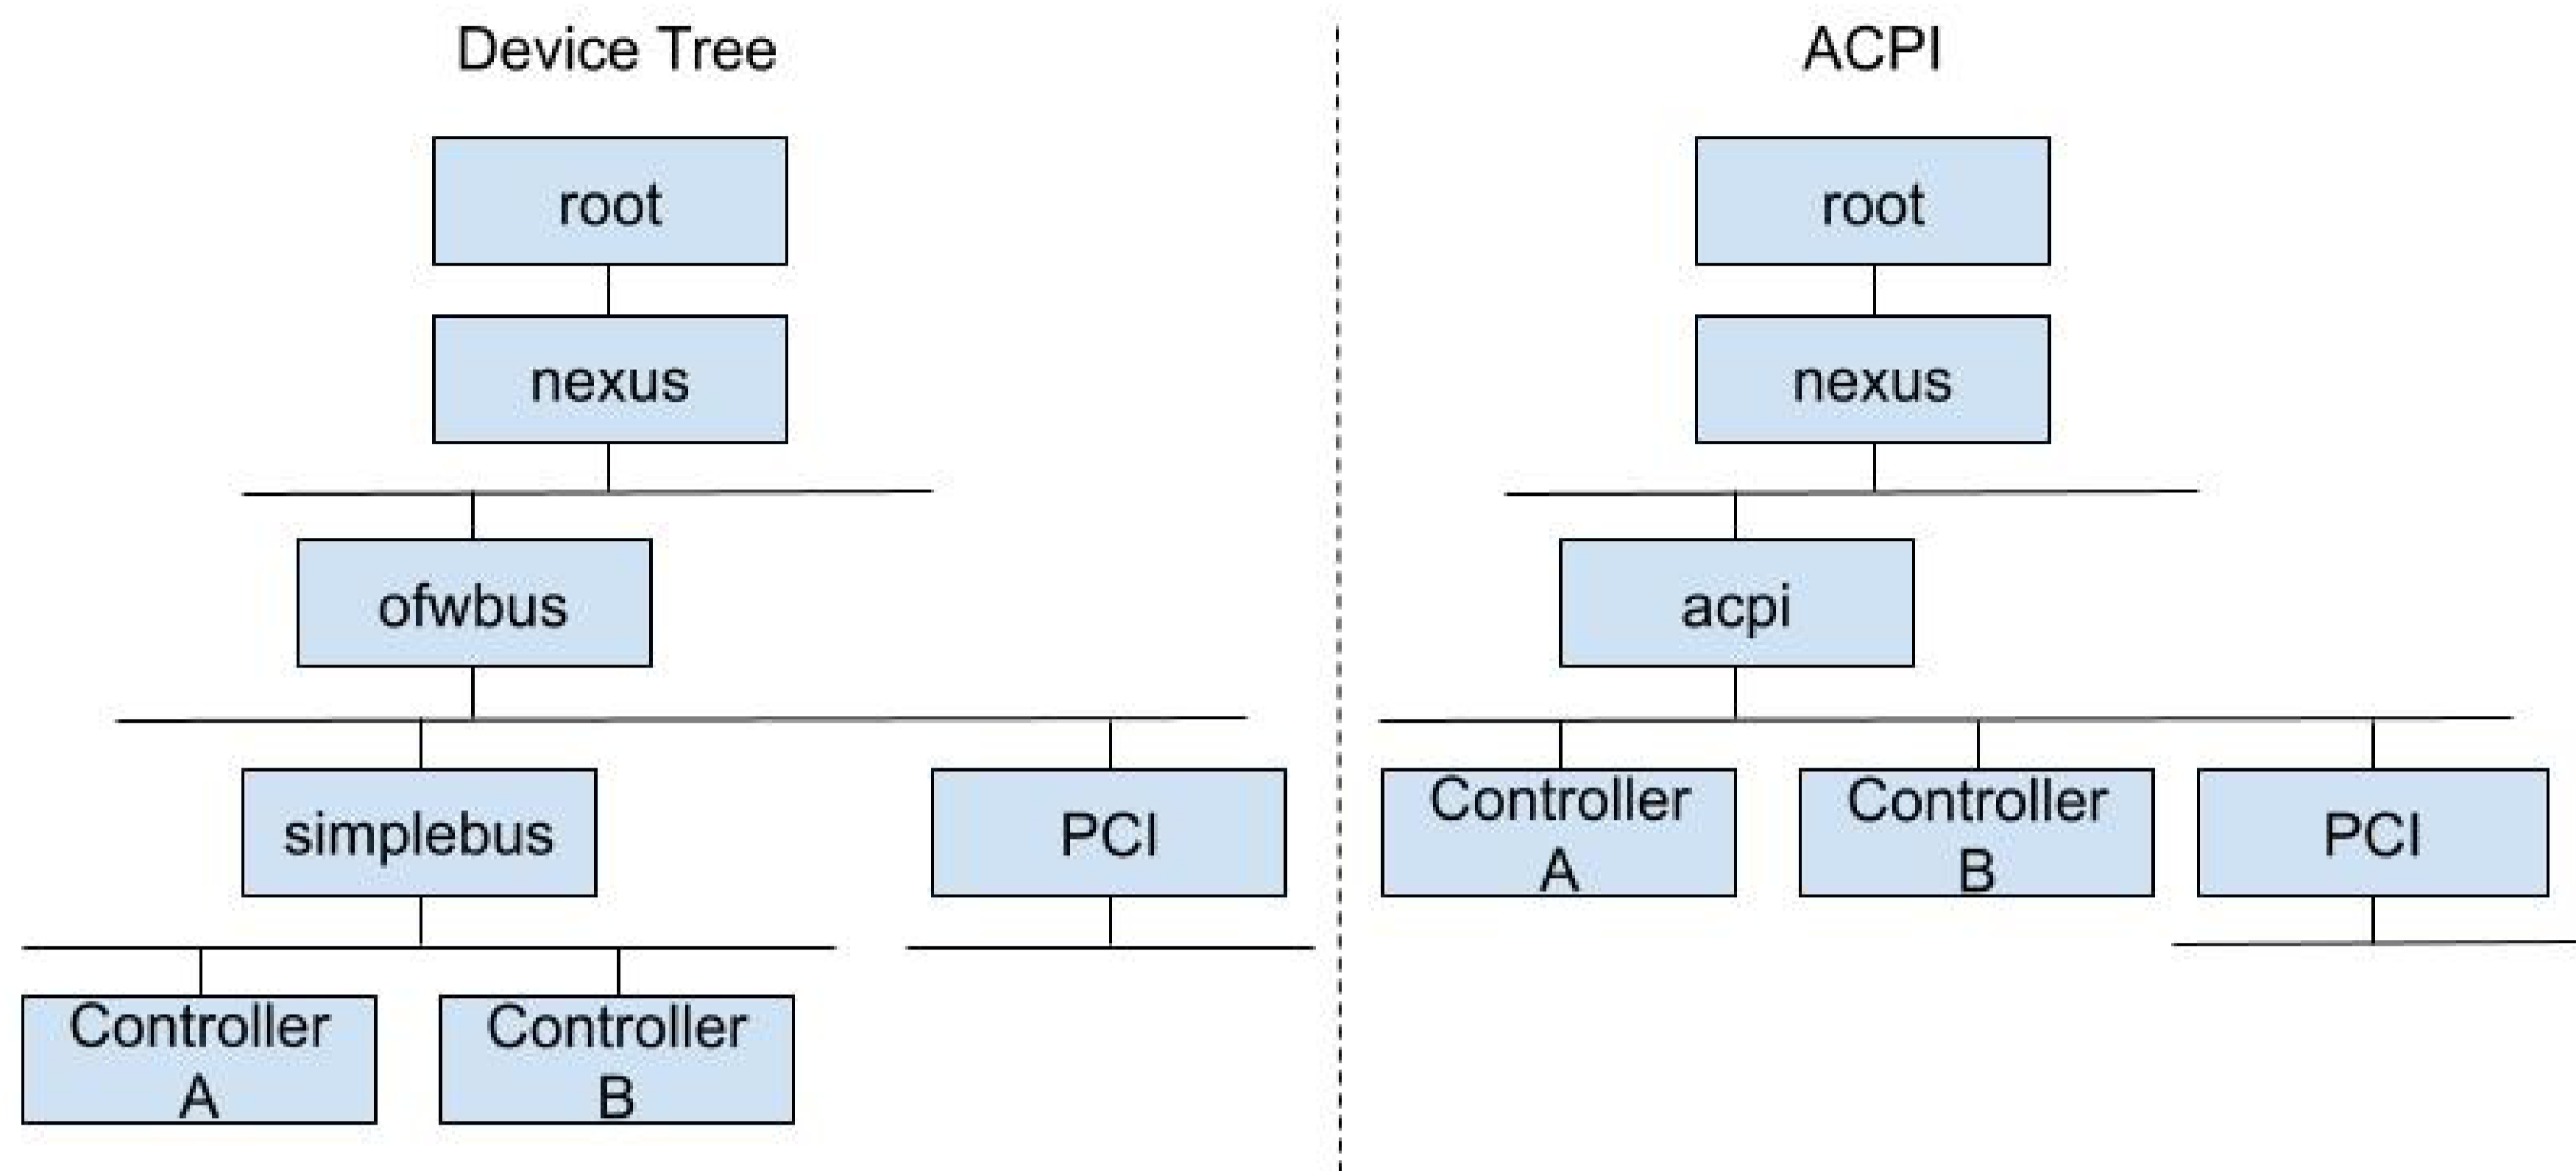 Device Tree
root
nexus
ofwbus
simplebus
PCI
Controller
A
Controller
B
ACPI
root
nexus
acpi
Controller
A
Controller
B
PCI